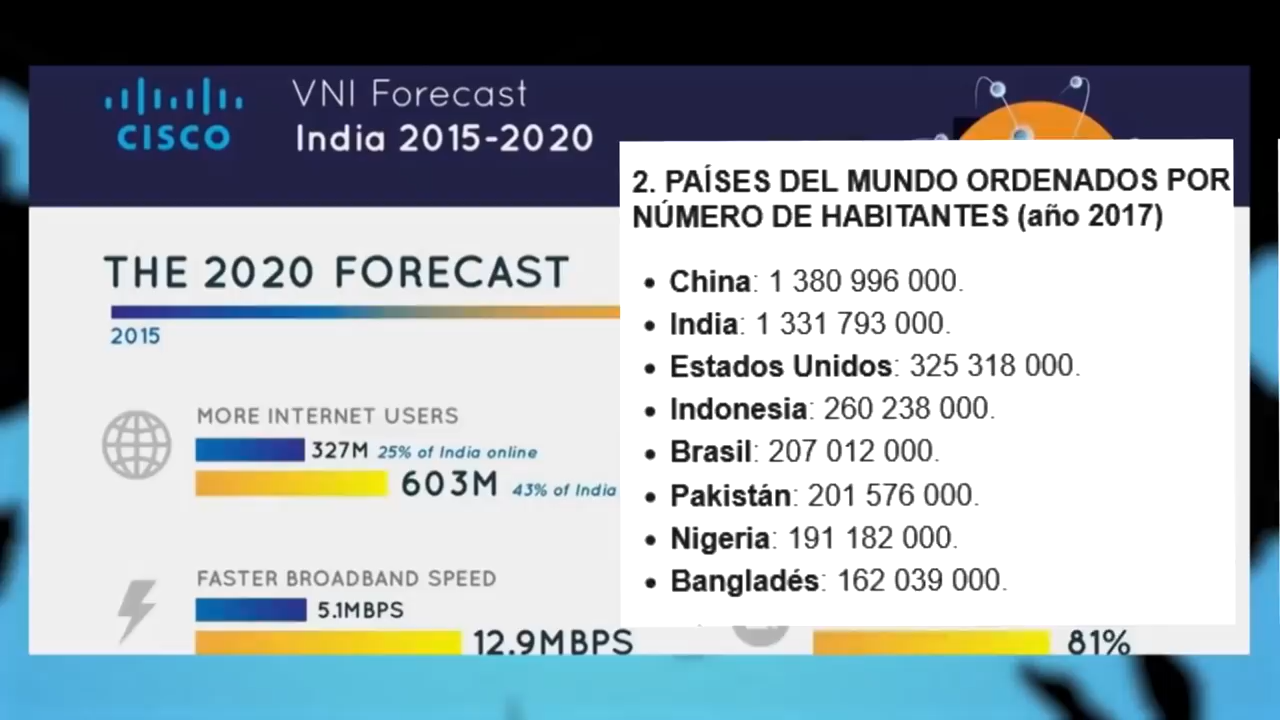 CISCO
VNI Forecast
India 2015-2020
THE 2020 FORECAST
2015
MORE INTERNET USERS
327M 25% of India online
603M 43% of India
FASTER BROADBAND SPEED
5.1MBPS
12.9MBPS
81%
2. PAÍSES DEL MUNDO ORDENADOS POR
NÚMERO DE HABITANTES (año 2017)
• China: 1 380 996 000.
• India: 1 331 793 000.
• Estados Unidos: 325 318 000.
• Indonesia: 260 238 000.
• Brasil: 207 012 000.
• Pakistán: 201 576 000.
• Nigeria: 191 182 000.
• Bangladés: 162 039 000.